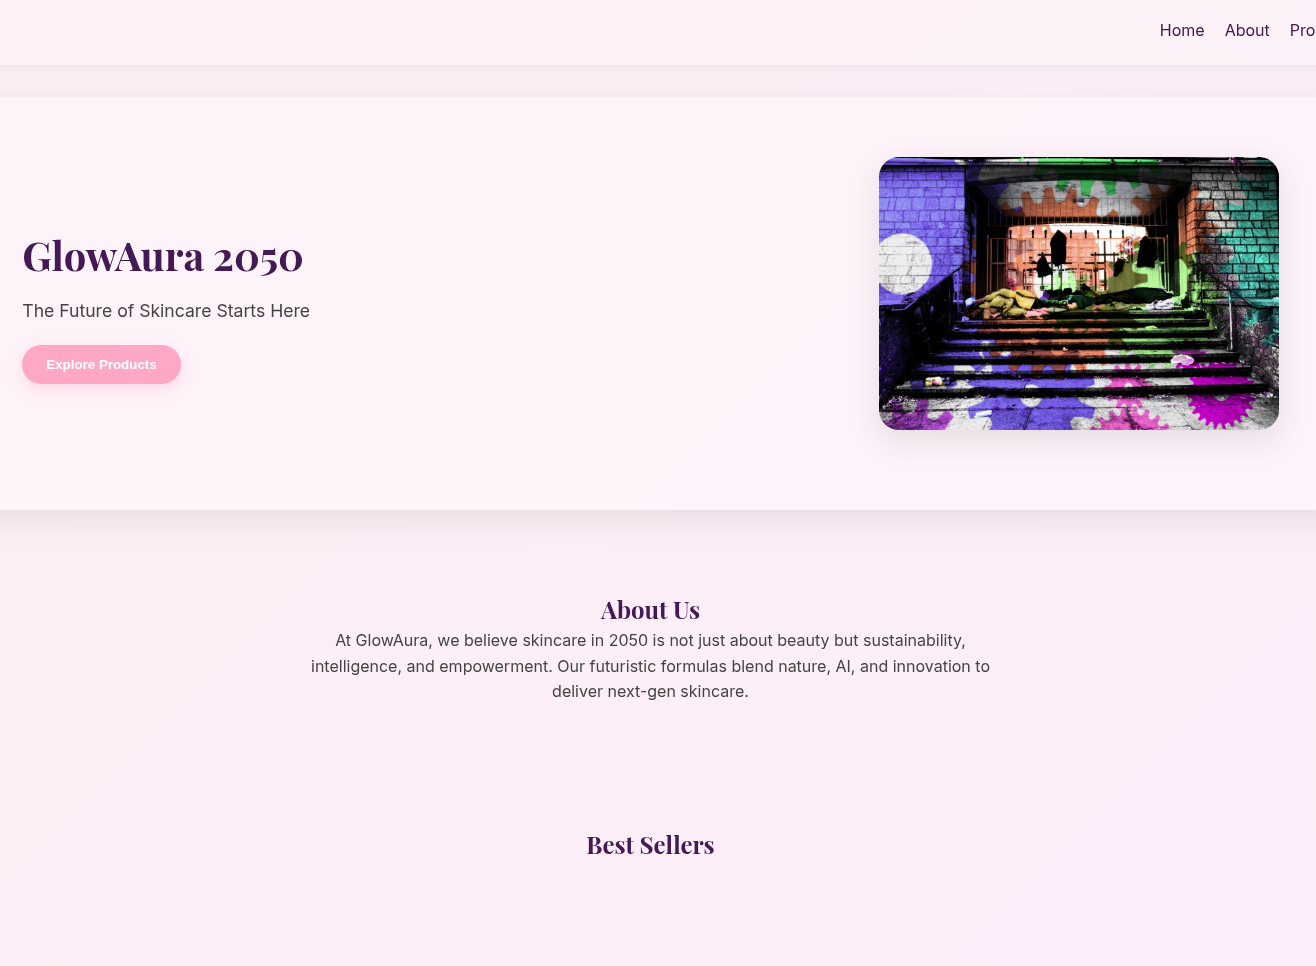 Home About Pro
GlowAura 2050
The Future of Skincare Starts Here
Explore Products
About Us
At GlowAura, we believe skincare in 2050 is not just about beauty but sustainability,
intelligence, and empowerment. Our futuristic formulas blend nature, AI, and innovation to
deliver next-gen skincare.
Best Sellers